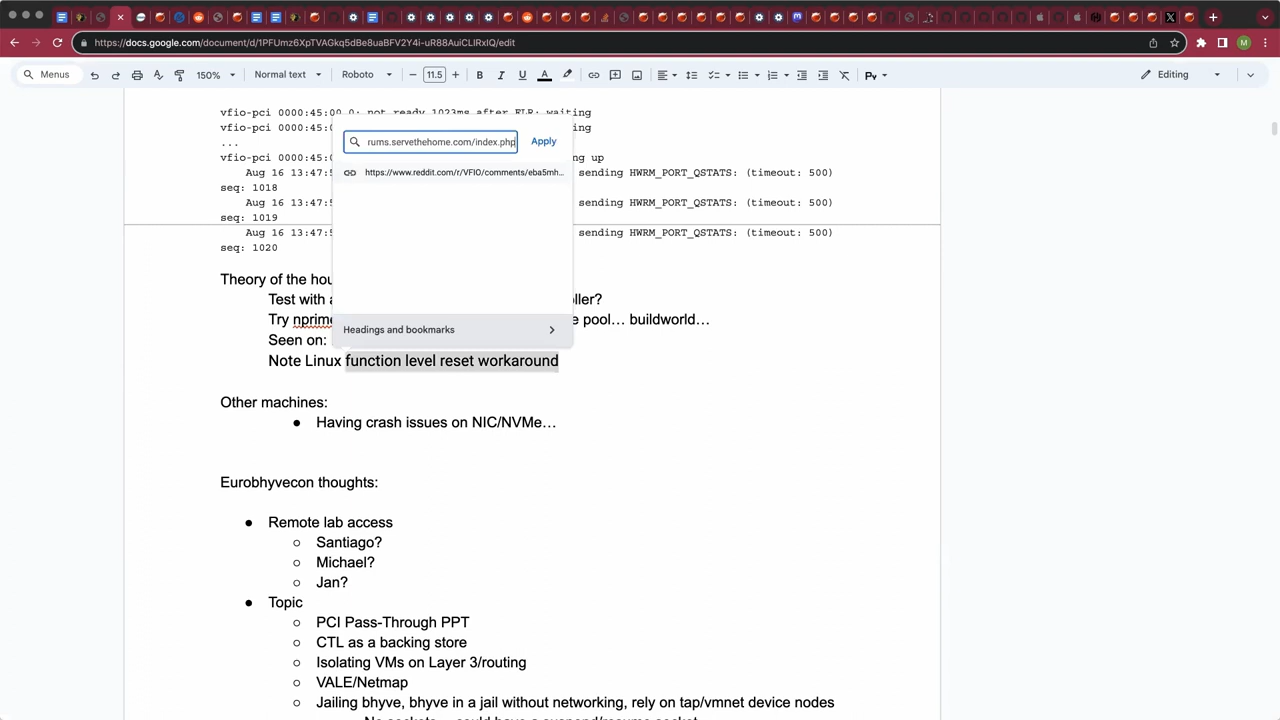 https://docs.google.com/document/d/1PFUmz6XpTVAGkq5dBe8uaBFV2Y4i-uR88AuiCLIRxIQ/edit
M
Menus
150%
Normal text
Roboto
11.5
B
I
U
A
Editing
vfio-pci 0000:45:00.0: not ready 1023ms after FLR; waiting
vfio-pci 0000:45:0
ing
...
vfio-pci 0000:45:0
ng up
Aug 16 13:47:5
sending HWRM_PORT_QSTATS: (timeout: 500)
seq: 1018
Aug 16 13:47:5
sending HWRM_PORT_QSTATS: (timeout: 500)
seq: 1019
Aug 16 13:47:5
sending HWRM_PORT_QSTATS: (timeout: 500)
seq: 1020
rums.servethehome.com/index.php
Apply
https://www.reddit.com/r/VFIO/comments/eba5mh...
Headings and bookmarks
Theory of the hou
Test with a
ller?
Try nprime
e pool… buildworld…
Seen on:
Note Linux function level reset workaround
Other machines:
● Having crash issues on NIC/NVMe…
Eurobhyvecon thoughts:
● Remote lab access
○ Santiago?
○ Michael?
○ Jan?
● Topic
○ PCI Pass-Through PPT
○ CTL as a backing store
○ Isolating VMs on Layer 3/routing
○ VALE/Netmap
○ Jailing bhyve, bhyve in a jail without networking, rely on tap/vmnet device nodes
No sockets… could have a suspend/resume socket